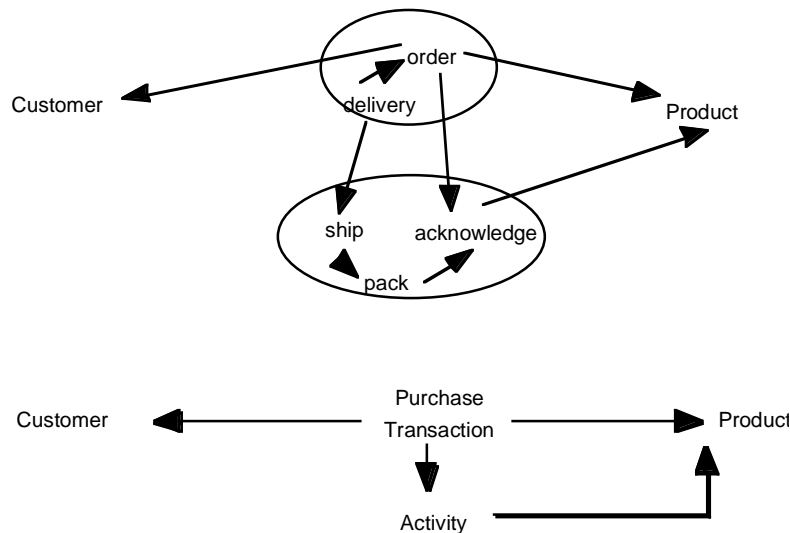 order
Customer
delivery
Product
ship
acknowledge
pack
Purchase
Customer
Transaction
Product
Activity